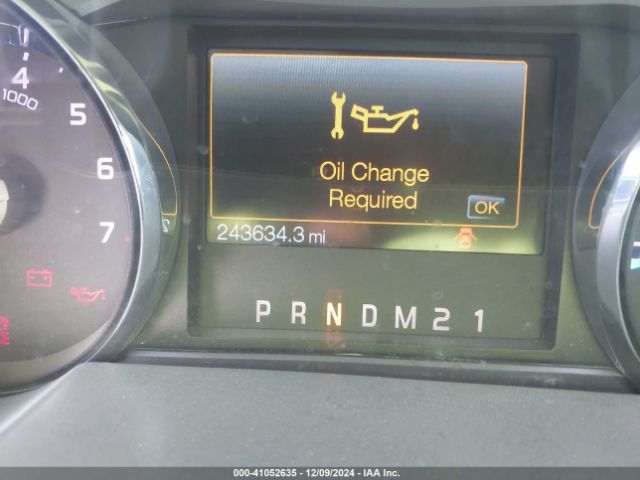 4
x1000
5
6
7
Oil Change
Required
OK
243634.3 mi
P R N D M 2 1
000-41052635 - 12/09/2024 - IAA Inc.